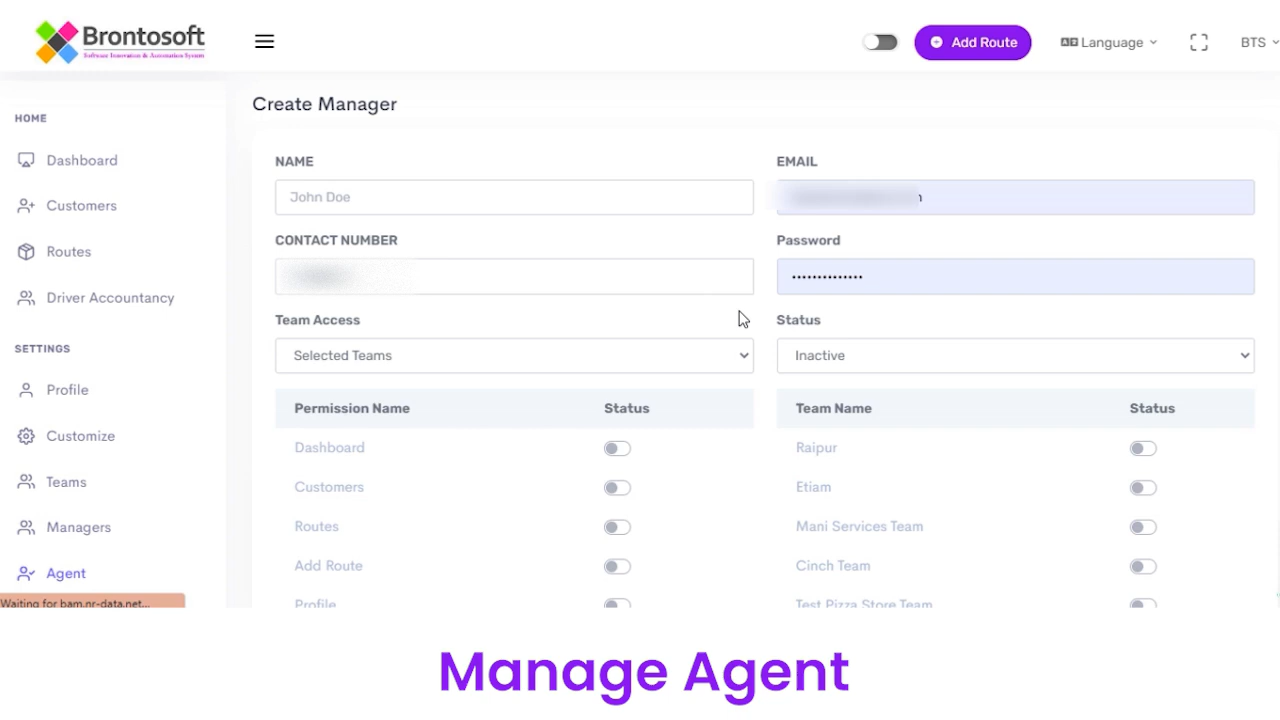 Brontosoft
Software Innovation & Automation System
Add Route
Language
BTS
HOME
Dashboard
Customers
Routes
Driver Accountancy
SETTINGS
Profile
Customize
Teams
Managers
Agent
Waiting for bam.nr-data.net...
Create Manager
NAME
John Doe
EMAIL
CONTACT NUMBER
Password
••••••••••••••
Team Access
Selected Teams
Status
Inactive
Permission Name Status
Dashboard
Customers
Routes
Add Route
Profile
Team Name Status
Raipur
Etiam
Mani Services Team
Cinch Team
Test Pizza Store Team
Manage Agent